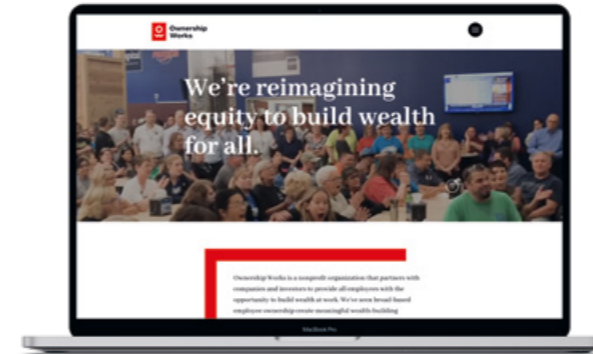 Ownership
Works
We're reimagining
equity to build wealth
for all.
Ownership Works is a nonprofit organization that partners with
companies and investors to provide all employees with the
opportunity to build wealth at work. We've seen broad-based
employee ownership create meaningful wealth-building
MacBook Pro